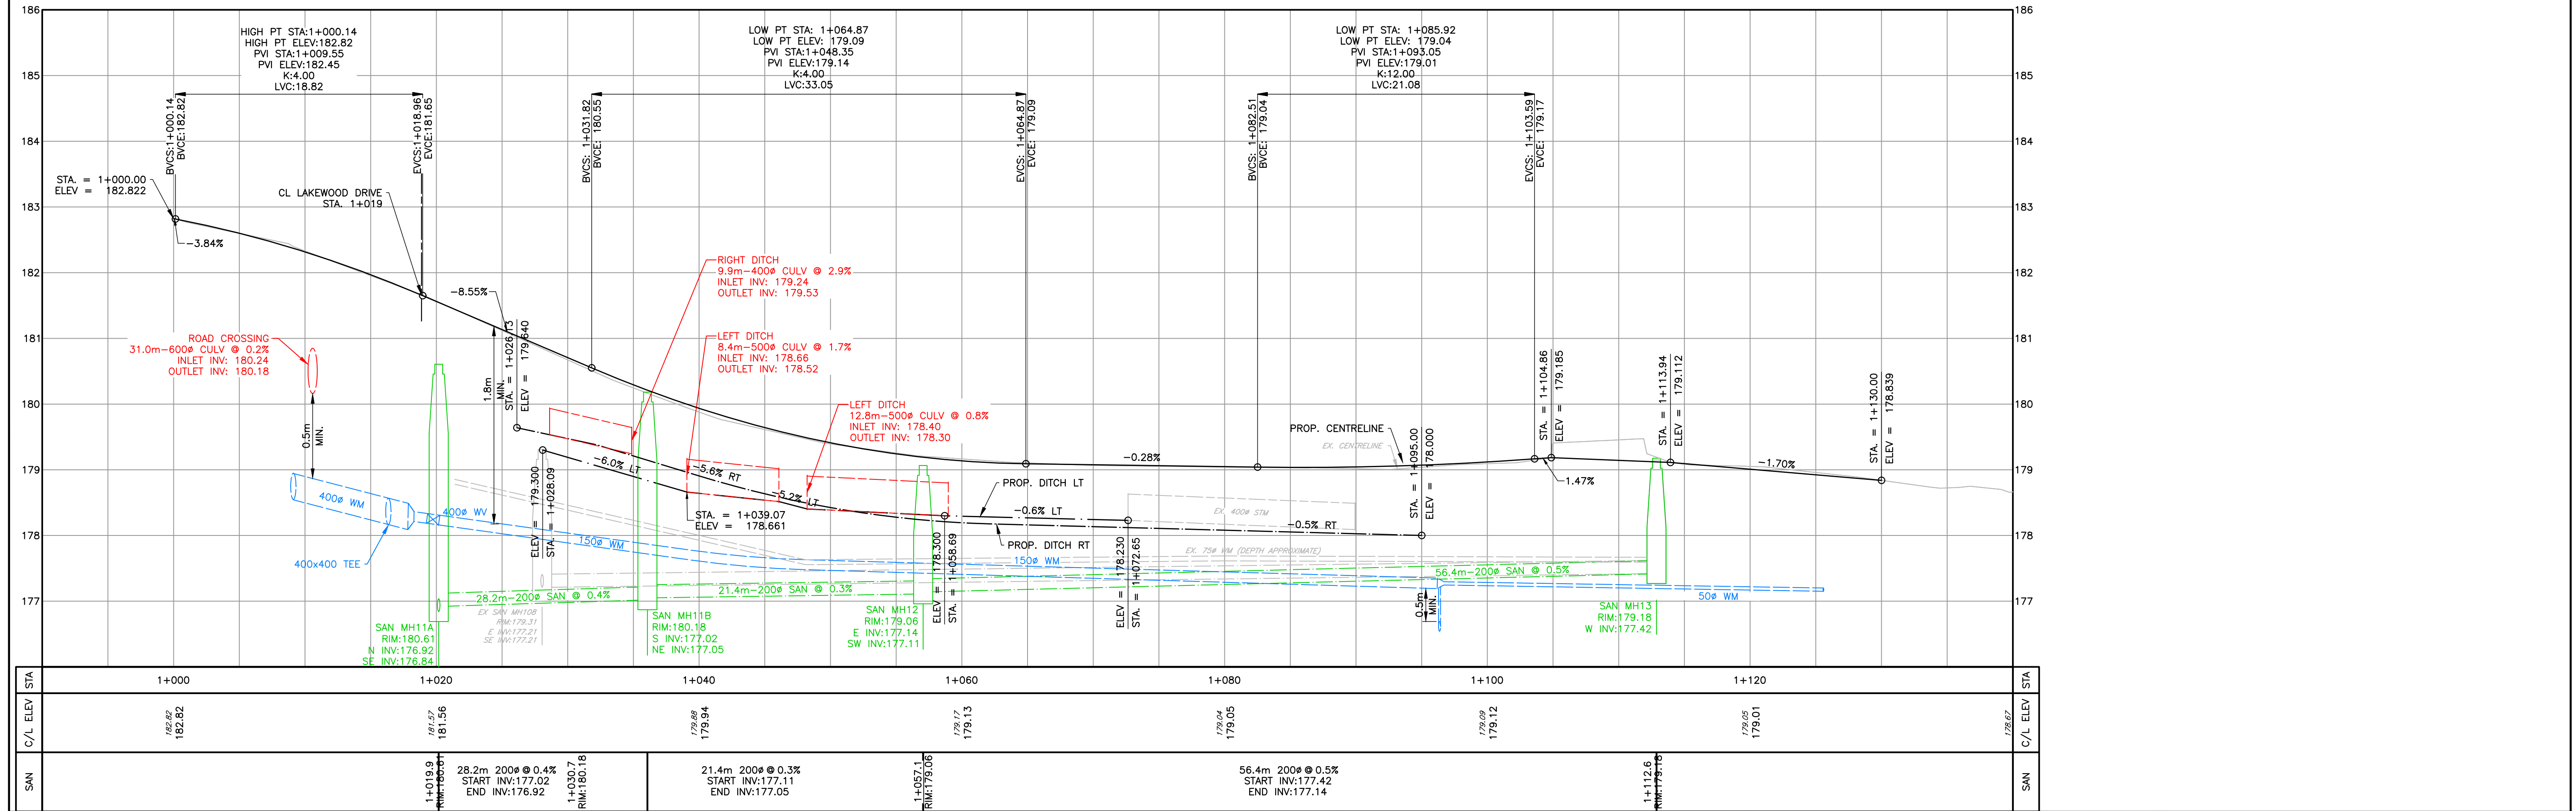 186
185
184
183
182
181
180
179
178
177
186
185
184
183
182
181
180
179
178
177
HIGH PT STA:1+000.14
HIGH PT ELEV:182.82
PVI STA:1+009.55
PVI ELEV:182.45
K:4.00
LVC:18.82
LOW PT STA: 1+064.87
LOW PT ELEV: 179.09
PVI STA:1+048.35
PVI ELEV:179.14
K:4.00
LVC:33.05
LOW PT STA: 1+085.92
LOW PT ELEV: 179.04
PVI STA:1+093.05
PVI ELEV:179.01
K:12.00
LVC:21.08
BVCS:1+000.14
BVCE:182.82
EVCS:1+018.96
EVCE:181.65
BVCS: 1+031.82
BVCE: 180.55
EVCS: 1+064.87
EVCE: 179.09
BVCS: 1+082.51
BVCE: 179.04
EVCS: 1+103.59
EVCE: 179.17
STA. = 1+000.00
ELEV = 182.822
CL LAKEWOOD DRIVE
STA. 1+019
-3.84%
-8.55%
RIGHT DITCH
9.9m-400ø CULV @ 2.9%
INLET INV: 179.24
OUTLET INV: 179.53
ROAD CROSSING
31.0m-600ø CULV @ 0.2%
INLET INV: 180.24
OUTLET INV: 180.18
LEFT DITCH
8.4m-500ø CULV @ 1.7%
INLET INV: 178.66
OUTLET INV: 178.52
LEFT DITCH
12.8m-500ø CULV @ 0.8%
INLET INV: 178.40
OUTLET INV: 178.30
1.8m
MIN.
STA. = 1+026.13
ELEV = 179.640
0.5m
MIN.
PROP. CENTRELINE
EX. CENTRELINE
STA. = 1+095.00
ELEV = 178.000
STA. = 1+104.86
ELEV = 179.185
STA. = 1+113.94
ELEV = 179.112
STA. = 1+130.00
ELEV = 178.839
-0.28%
-1.47%
-1.70%
-6.0% LT
-5.6% RT
-5.2% LT
PROP. DITCH LT
-0.6% LT
-0.5% RT
PROP. DITCH RT
EX. 400ø STM
STA. = 1+039.07
ELEV = 178.661
ELEV = 179.300
STA. = 1+028.09
400ø WM
400ø WV
150ø WM
400x400 TEE
EX. 75ø WM (DEPTH APPROXIMATE)
150ø WM
56.4m-200ø SAN @ 0.5%
28.2m-200ø SAN @ 0.4%
21.4m-200ø SAN @ 0.3%
50ø WM
0.5m
MIN.
ELEV = 178.300
STA. = 1+058.69
ELEV = 178.230
STA. = 1+072.65
EX SAN MH108
RIM:179.31
E INV:177.21
SE INV:177.21
SAN MH11A
RIM:180.61
N INV:176.92
SE INV:176.84
SAN MH11B
RIM:180.18
S INV:177.02
NE INV:177.05
SAN MH12
RIM:179.06
E INV:177.14
SW INV:177.11
SAN MH13
RIM:179.18
W INV:177.42
STA
1+000
1+020
1+040
1+060
1+080
1+100
1+120
STA
C/L ELEV
182.82
182.82
181.57
181.56
179.88
179.94
179.17
179.13
179.04
179.05
179.09
179.12
179.05
179.01
178.67
C/L ELEV
SAN
1+019.9
RIM:180.61
28.2m 200ø @ 0.4%
START INV:177.02
END INV:176.92
1+030.7
RIM:180.18
21.4m 200ø @ 0.3%
START INV:177.11
END INV:177.05
1+057.1
RIM:179.06
56.4m 200ø @ 0.5%
START INV:177.42
END INV:177.14
1+112.6
RIM:179.18
SAN